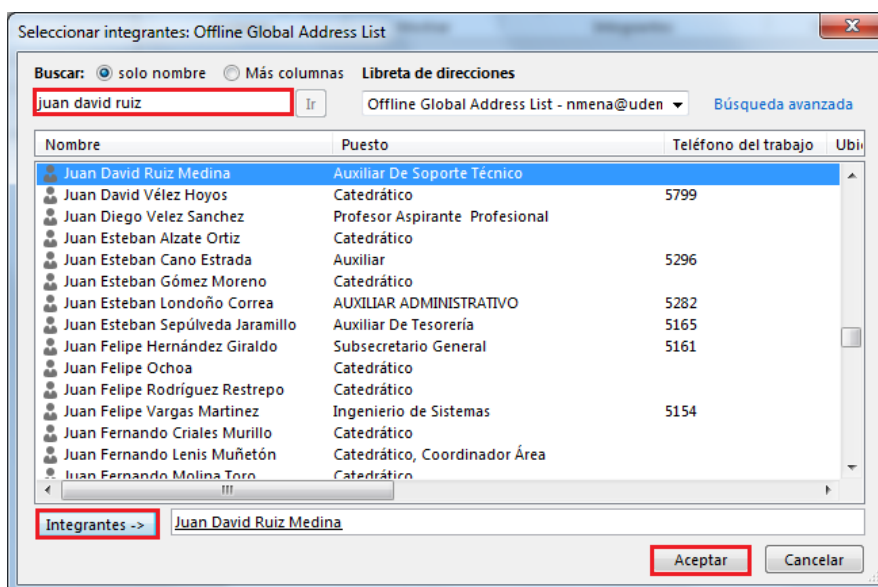 Seleccionar integrantes: Offline Global Address List
Buscar: solo nombre Más columnas Libreta de direcciones
juan david ruiz Ir Offline Global Address List - nmena@uden Búsqueda avanzada
Nombre Puesto Teléfono del trabajo Ubi
Juan David Ruiz Medina Auxiliar De Soporte Técnico
Juan David Vélez Hoyos Catedrático 5799
Juan Diego Velez Sanchez Profesor Aspirante Profesional
Juan Esteban Alzate Ortiz Catedrático
Juan Esteban Cano Estrada Auxiliar 5296
Juan Esteban Gómez Moreno Catedrático
Juan Esteban Londoño Correa AUXILIAR ADMINISTRATIVO 5282
Juan Esteban Sepúlveda Jaramillo Auxiliar De Tesorería 5165
Juan Felipe Hernández Giraldo Subsecretario General 5161
Juan Felipe Ochoa Catedrático
Juan Felipe Rodríguez Restrepo Catedrático
Juan Felipe Vargas Martinez Ingenierio de Sistemas 5154
Juan Fernando Criales Murillo Catedrático
Juan Fernando Lenis Muñetón Catedrático, Coordinador Área
Juan Fernando Molina Toro Catedrático
Integrantes -> Juan David Ruiz Medina
Aceptar Cancelar